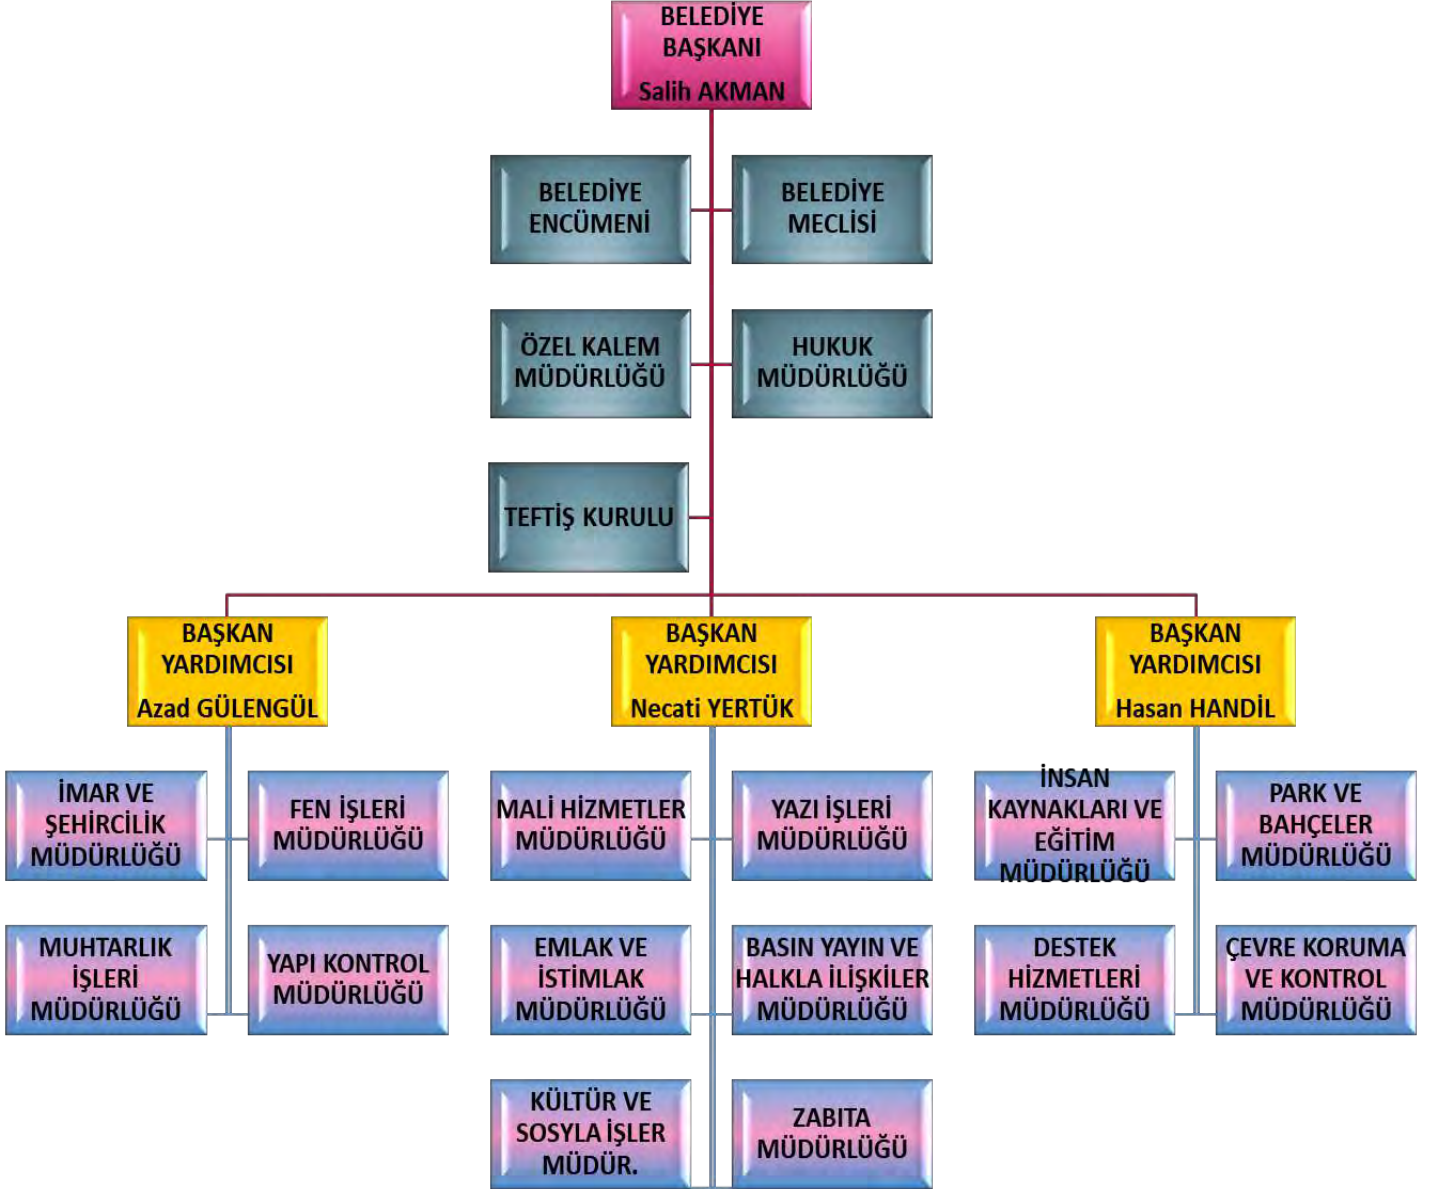 BELEDİYE
BAŞKANI
Salih AKMAN
BELEDİYE
ENCÜMENİ
BELEDİYE
MECLİSİ
ÖZEL KALEM
MÜDÜRLÜĞÜ
HUKUK
MÜDÜRLÜĞÜ
TEFTİŞ KURULU
BAŞKAN
YARDIMCISI
Azad GÜLENGÜL
BAŞKAN
YARDIMCISI
Necati YERTÜK
BAŞKAN
YARDIMCISI
Hasan HANDİL
İMAR VE
ŞEHİRCİLİK
MÜDÜRLÜĞÜ
FEN İŞLERİ
MÜDÜRLÜĞÜ
MALİ HİZMETLER
MÜDÜRLÜĞÜ
YAZI İŞLERİ
MÜDÜRLÜĞÜ
İNSAN
KAYNAKLARI VE
EĞİTİM
MÜDÜRLÜĞÜ
PARK VE
BAHÇELER
MÜDÜRLÜĞÜ
MUHTARLIK
İŞLERİ
MÜDÜRLÜĞÜ
YAPI KONTROL
MÜDÜRLÜĞÜ
EMLAK VE
İSTİMLAK
MÜDÜRLÜĞÜ
BASIN YAYIN VE
HALKLA İLİŞKİLER
MÜDÜRLÜĞÜ
DESTEK
HİZMETLERİ
MÜDÜRLÜĞÜ
ÇEVRE KORUMA
VE KONTROL
MÜDÜRLÜĞÜ
KÜLTÜR VE
SOSYLA İŞLER
MÜDÜR.
ZABITA
MÜDÜRLÜĞÜ